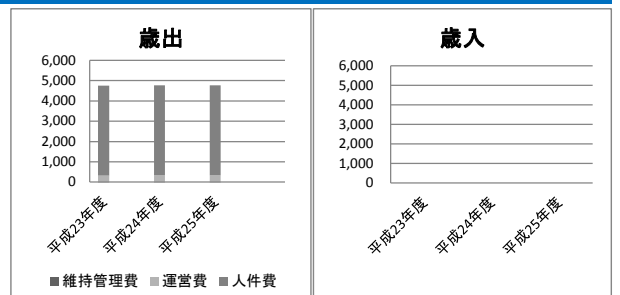 歳出
6,000
5,000
4,000
3,000
2,000
1,000
0
平成23年度
平成24年度
平成25年度
維持管理費 運営費 人件費
歳入
6,000
5,000
4,000
3,000
2,000
1,000
0
平成23年度
平成24年度
平成25年度